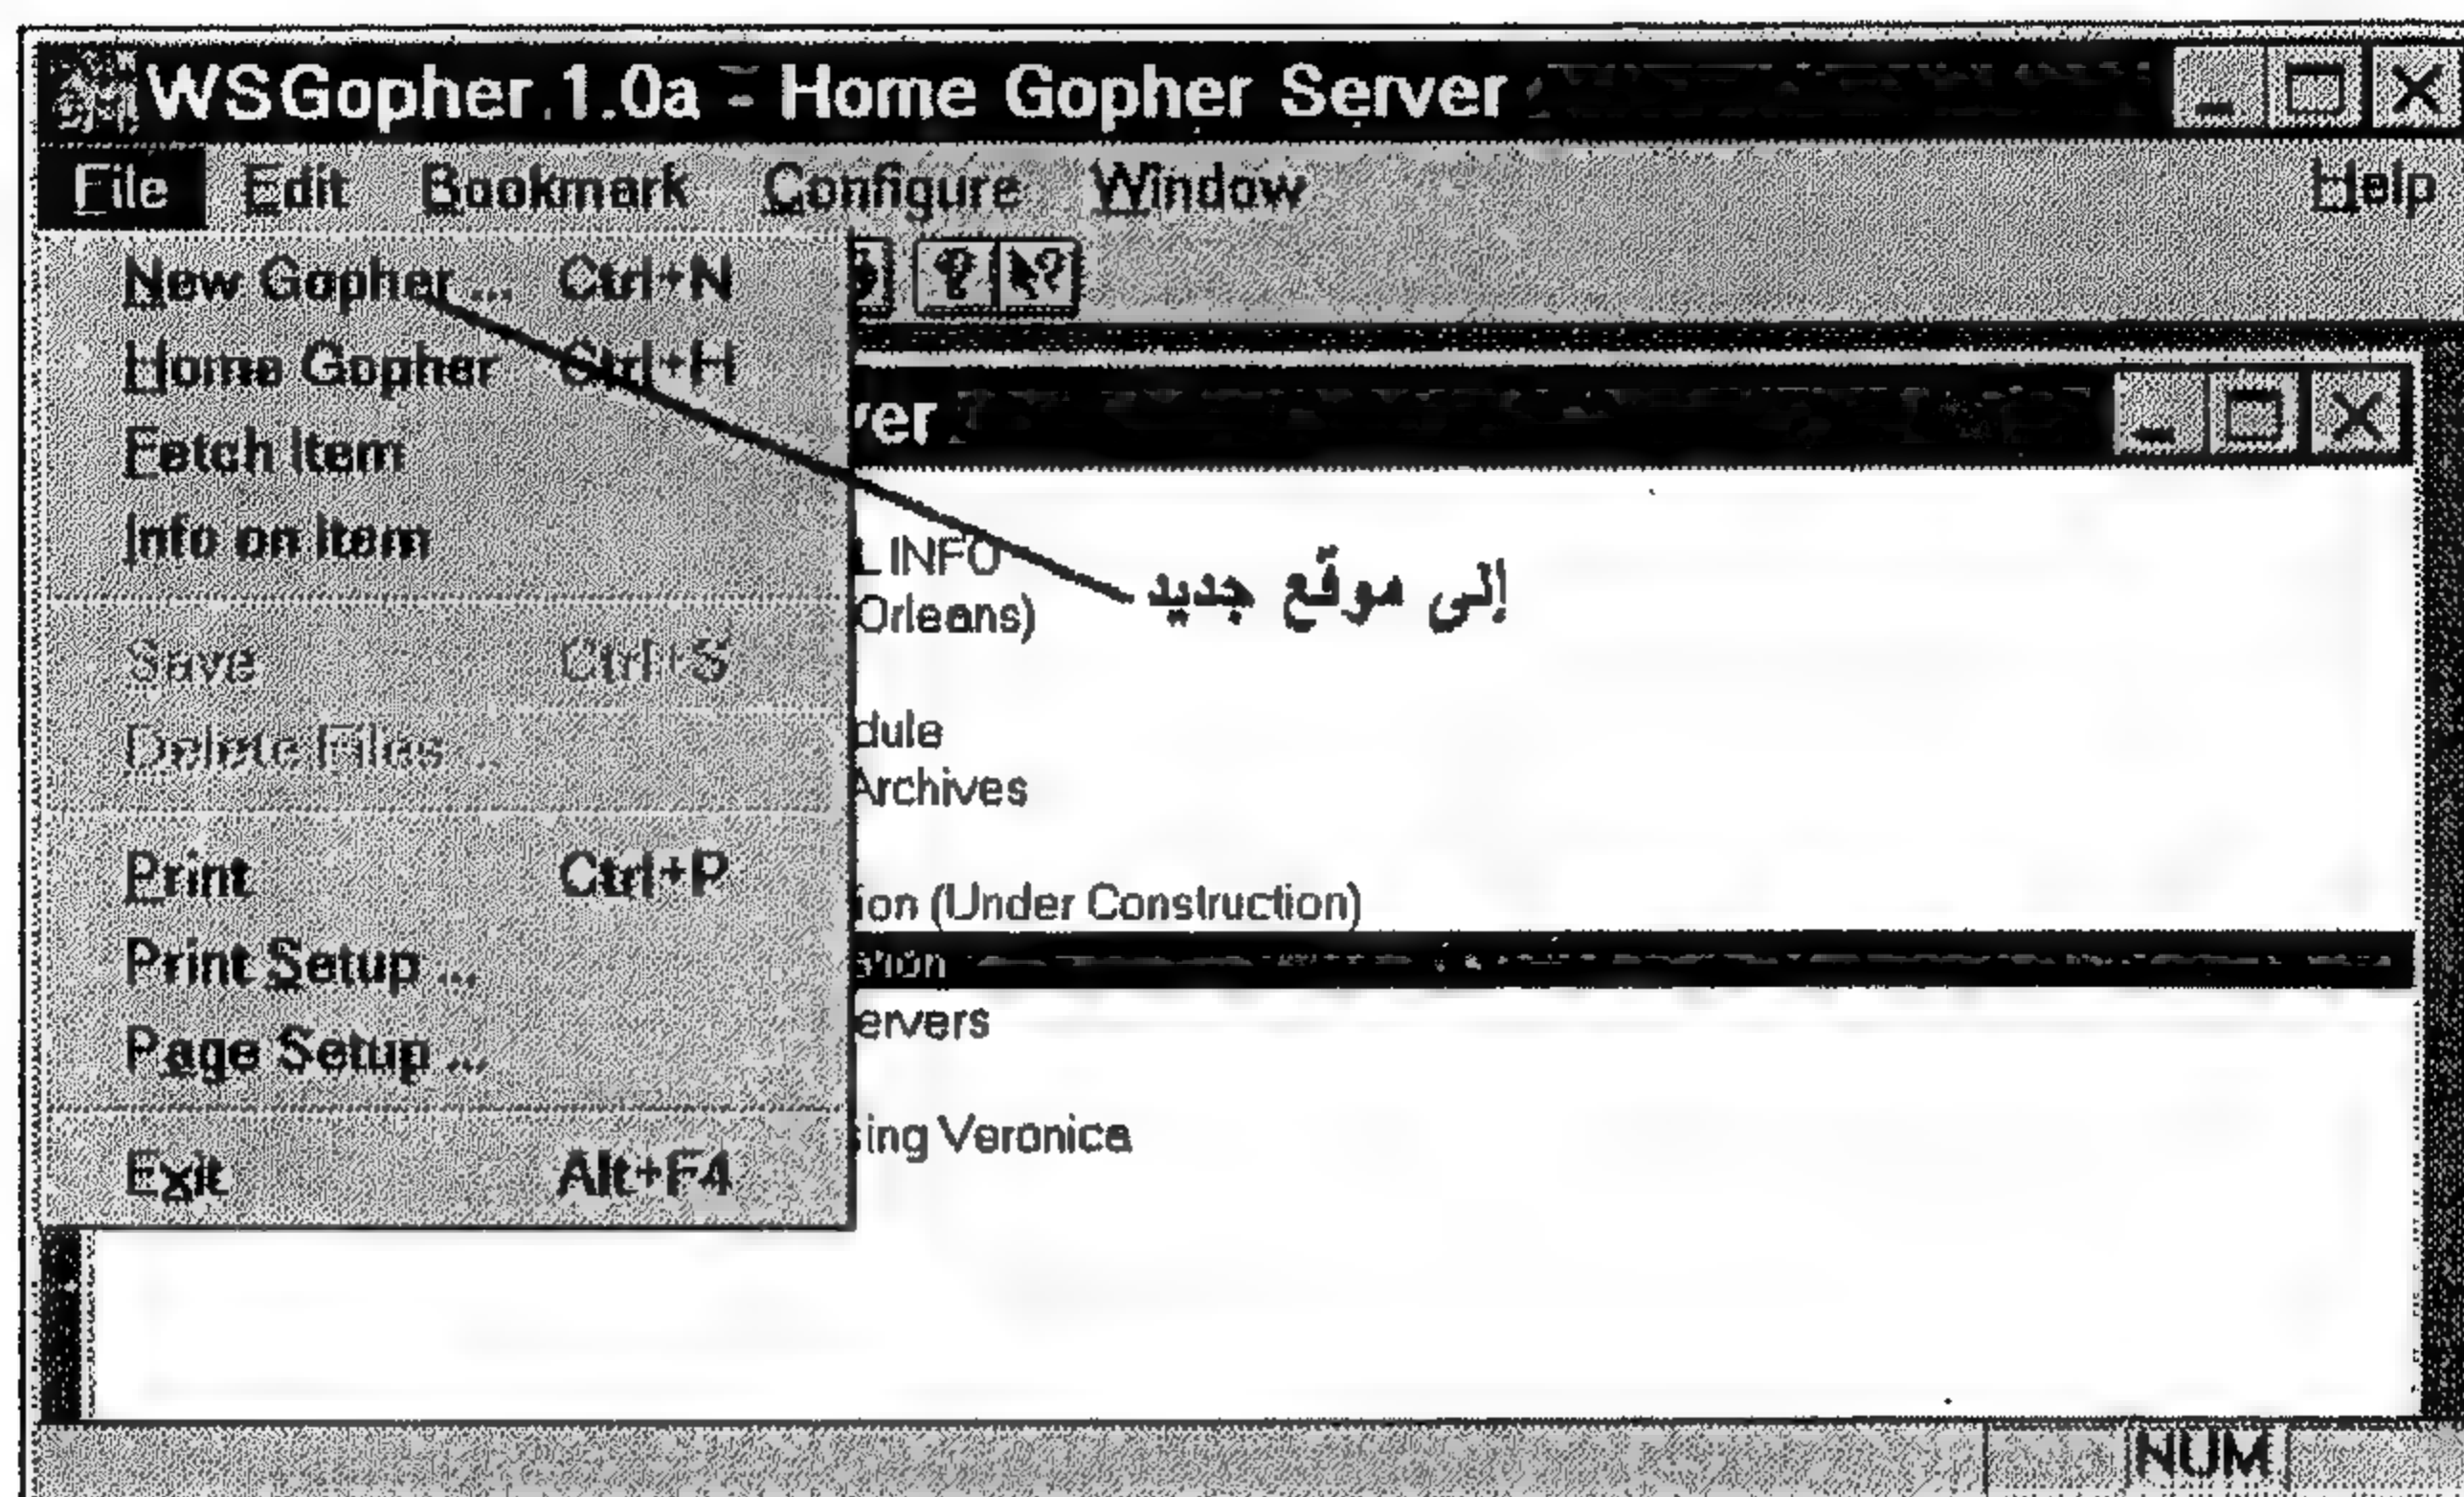 WSGopher 1.0a - Home Gopher Server
File Edit Bookmark Configure Window Help
New Gopher ... Ctrl+N
Home Gopher Ctrl+H
Fetch Item
Info on Item
Save Ctrl+S
Delete Files ...
Print Ctrl+P
Print Setup ...
Page Setup ...
Exit Alt+F4
ver
L INFO
Orleans)
إلى موقع جديد
dule
Archives
ion (Under Construction)
ervers
ing Veronica
NUM